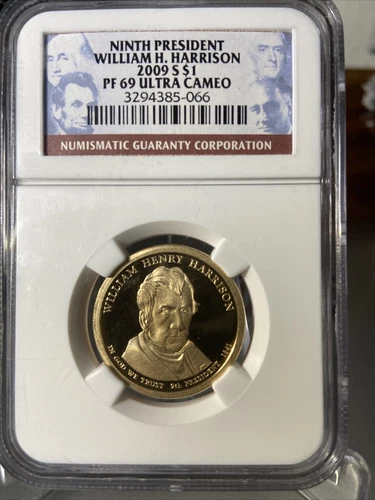 NINTH PRESIDENT
WILLIAM H. HARRISON
2009 S $1
PF 69 ULTRA CAMEO
3294385-066
NUMISMATIC GUARANTY CORPORATION
WILLIAM HENRY HARRISON
IN GOD WE TRUST 9th PRESIDENT 1841